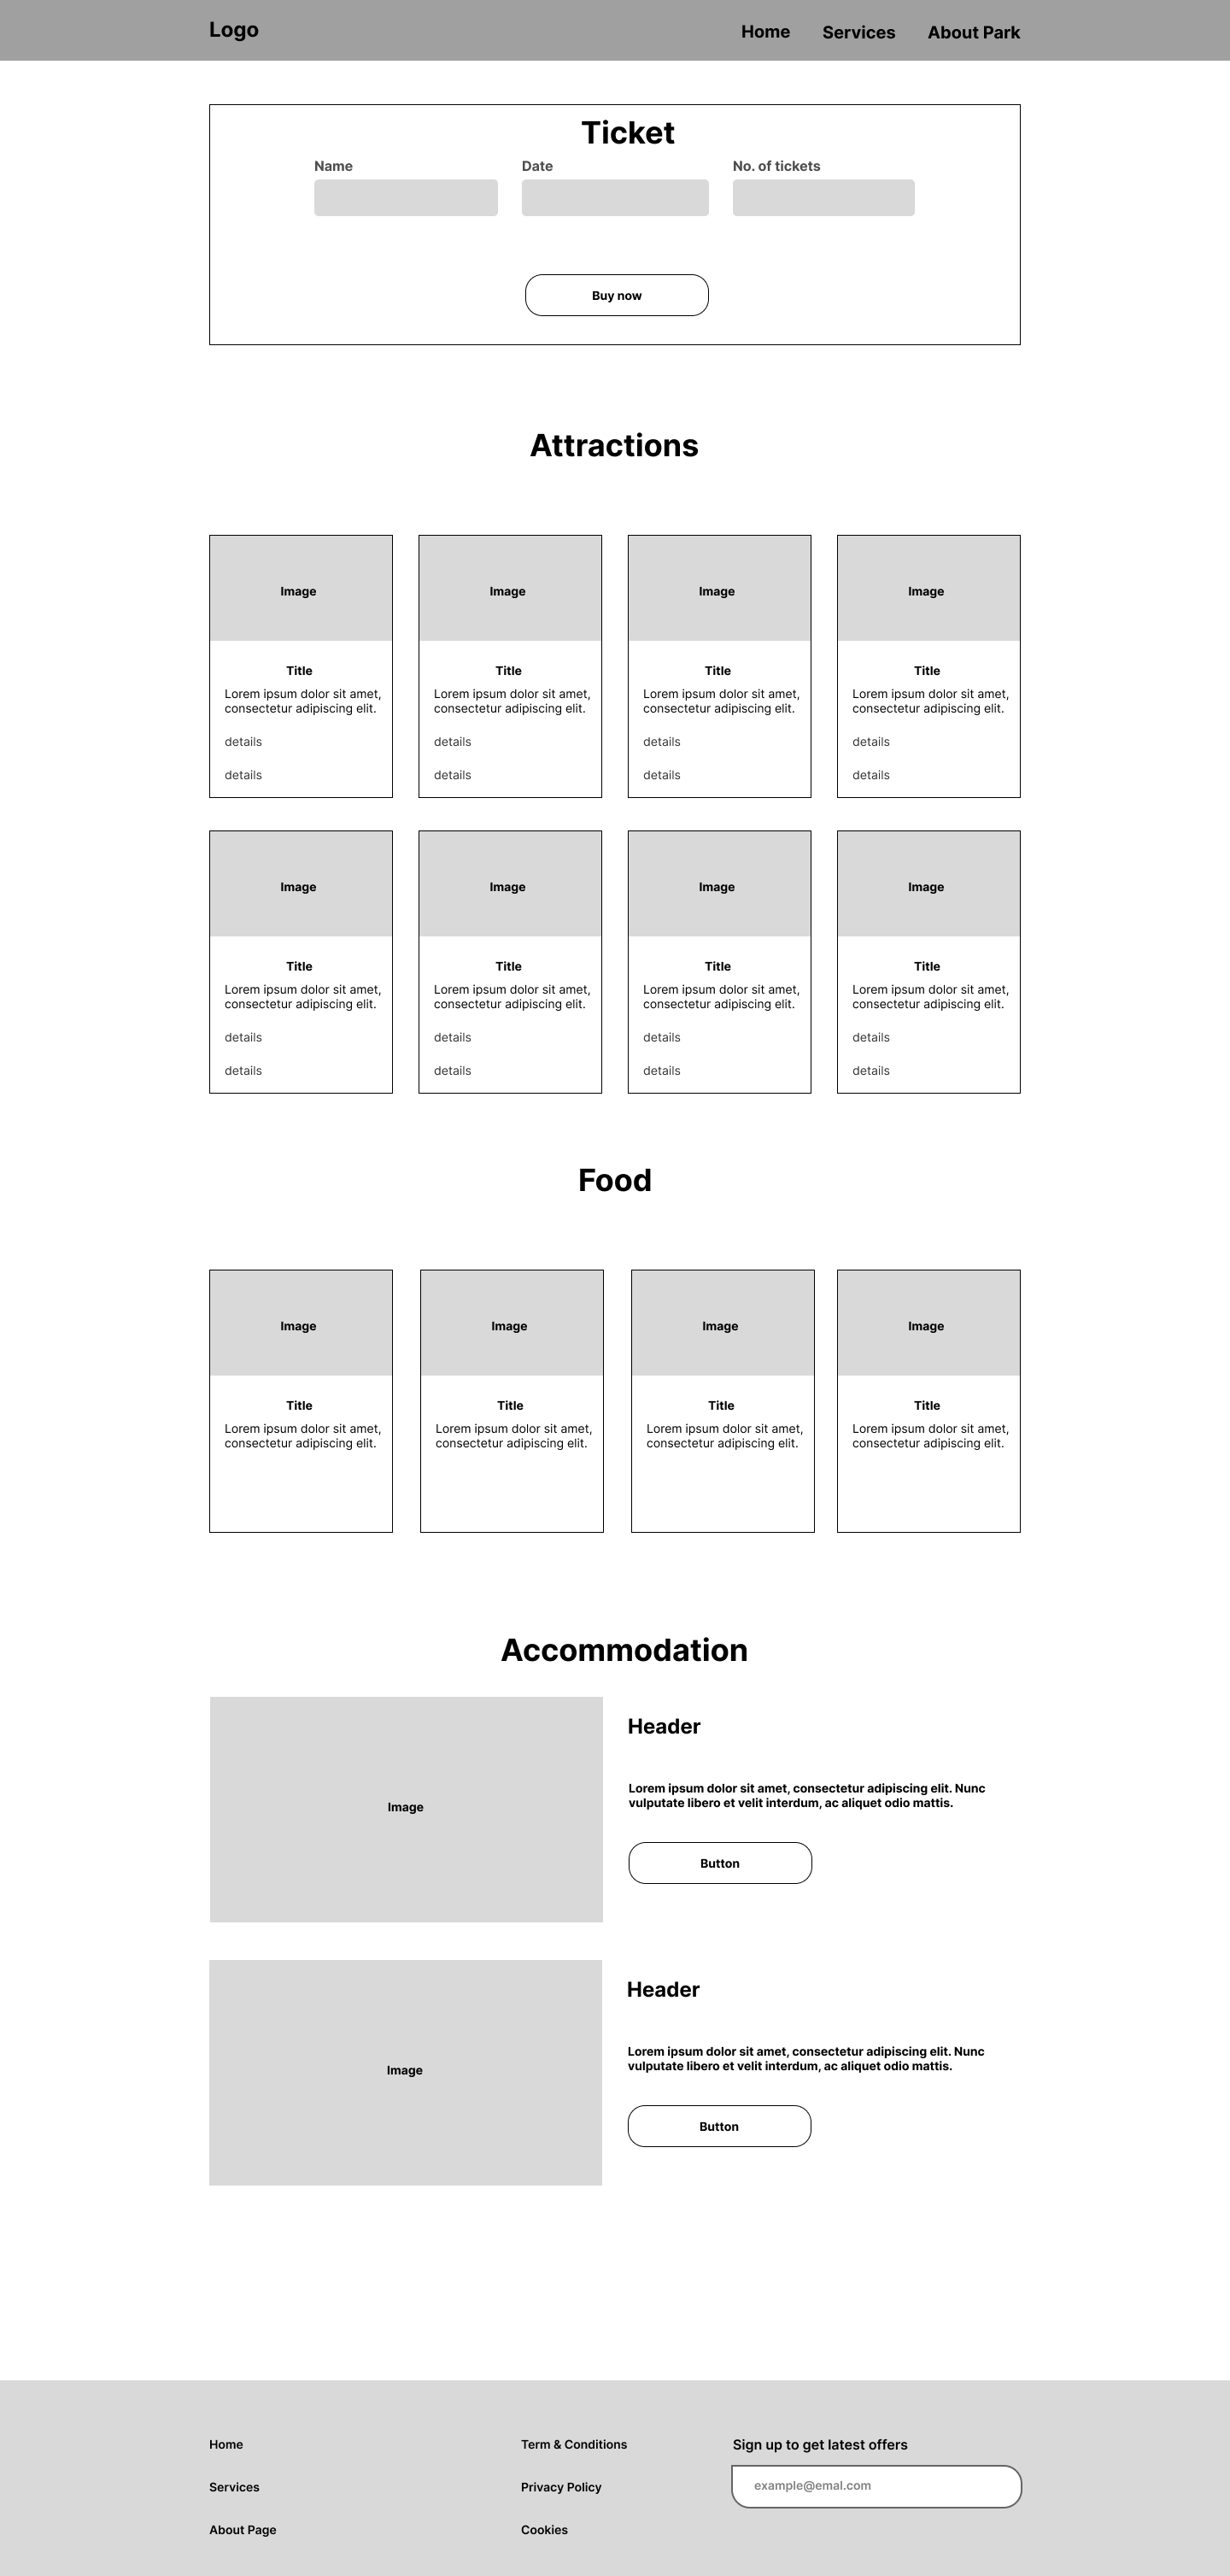 Logo
Home Services About Park
Ticket
Name Date No. of tickets
Buy now
Attractions
Image Image Image Image
Title Title Title Title
Lorem ipsum dolor sit amet, Lorem ipsum dolor sit amet, Lorem ipsum dolor sit amet, Lorem ipsum dolor sit amet,
consectetur adipiscing elit. consectetur adipiscing elit. consectetur adipiscing elit. consectetur adipiscing elit.
details details details details
details details details details
Image Image Image Image
Title Title Title Title
Lorem ipsum dolor sit amet, Lorem ipsum dolor sit amet, Lorem ipsum dolor sit amet, Lorem ipsum dolor sit amet,
consectetur adipiscing elit. consectetur adipiscing elit. consectetur adipiscing elit. consectetur adipiscing elit.
details details details details
details details details details
Food
Image Image Image Image
Title Title Title Title
Lorem ipsum dolor sit amet, Lorem ipsum dolor sit amet, Lorem ipsum dolor sit amet, Lorem ipsum dolor sit amet,
consectetur adipiscing elit. consectetur adipiscing elit. consectetur adipiscing elit. consectetur adipiscing elit.
Accommodation
Image
Header
Lorem ipsum dolor sit amet, consectetur adipiscing elit. Nunc
vulputate libero et velit interdum, ac aliquet odio mattis.
Button
Image
Header
Lorem ipsum dolor sit amet, consectetur adipiscing elit. Nunc
vulputate libero et velit interdum, ac aliquet odio mattis.
Button
Home
Services
About Page
Term & Conditions
Privacy Policy
Cookies
Sign up to get latest offers
example@emal.com